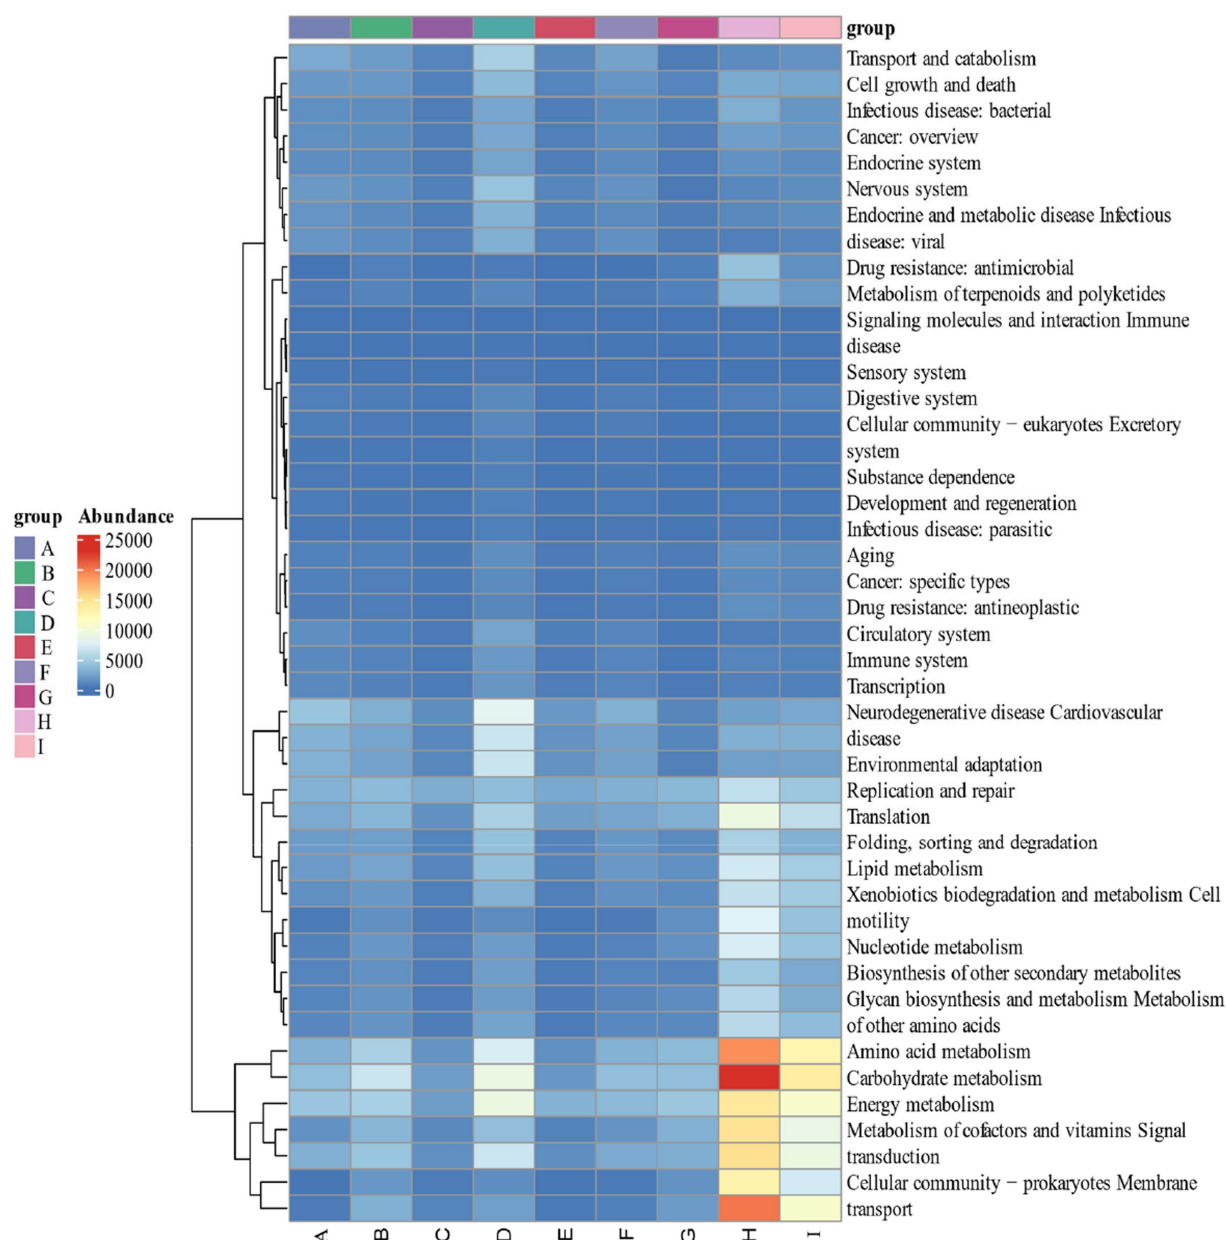 group
Transport and catabolism
Cell growth and death
Infectious disease: bacterial
Cancer: overview
Endocrine system
Nervous system
Endocrine and metabolic disease Infectious
disease: viral
Drug resistance: antimicrobial
Metabolism of terpenoids and polyketides
Signaling molecules and interaction Immune
disease
Sensory system
Digestive system
Cellular community − eukaryotes Excretory
system
Substance dependence
Development and regeneration
Infectious disease: parasitic
Aging
Cancer: specific types
Drug resistance: antineoplastic
Circulatory system
Immune system
Transcription
Neurodegenerative disease Cardiovascular
disease
Environmental adaptation
Replication and repair
Translation
Folding, sorting and degradation
Lipid metabolism
Xenobiotics biodegradation and metabolism Cell
motility
Nucleotide metabolism
Biosynthesis of other secondary metabolites
Glycan biosynthesis and metabolism Metabolism
of other amino acids
Amino acid metabolism
Carbohydrate metabolism
Energy metabolism
Metabolism of cofactors and vitamins Signal
transduction
Cellular community − prokaryotes Membrane
transport
group Abundance
A
B
C
D
E
F
G
H
I
25000
20000
15000
10000
5000
0
A B C D E F G H I